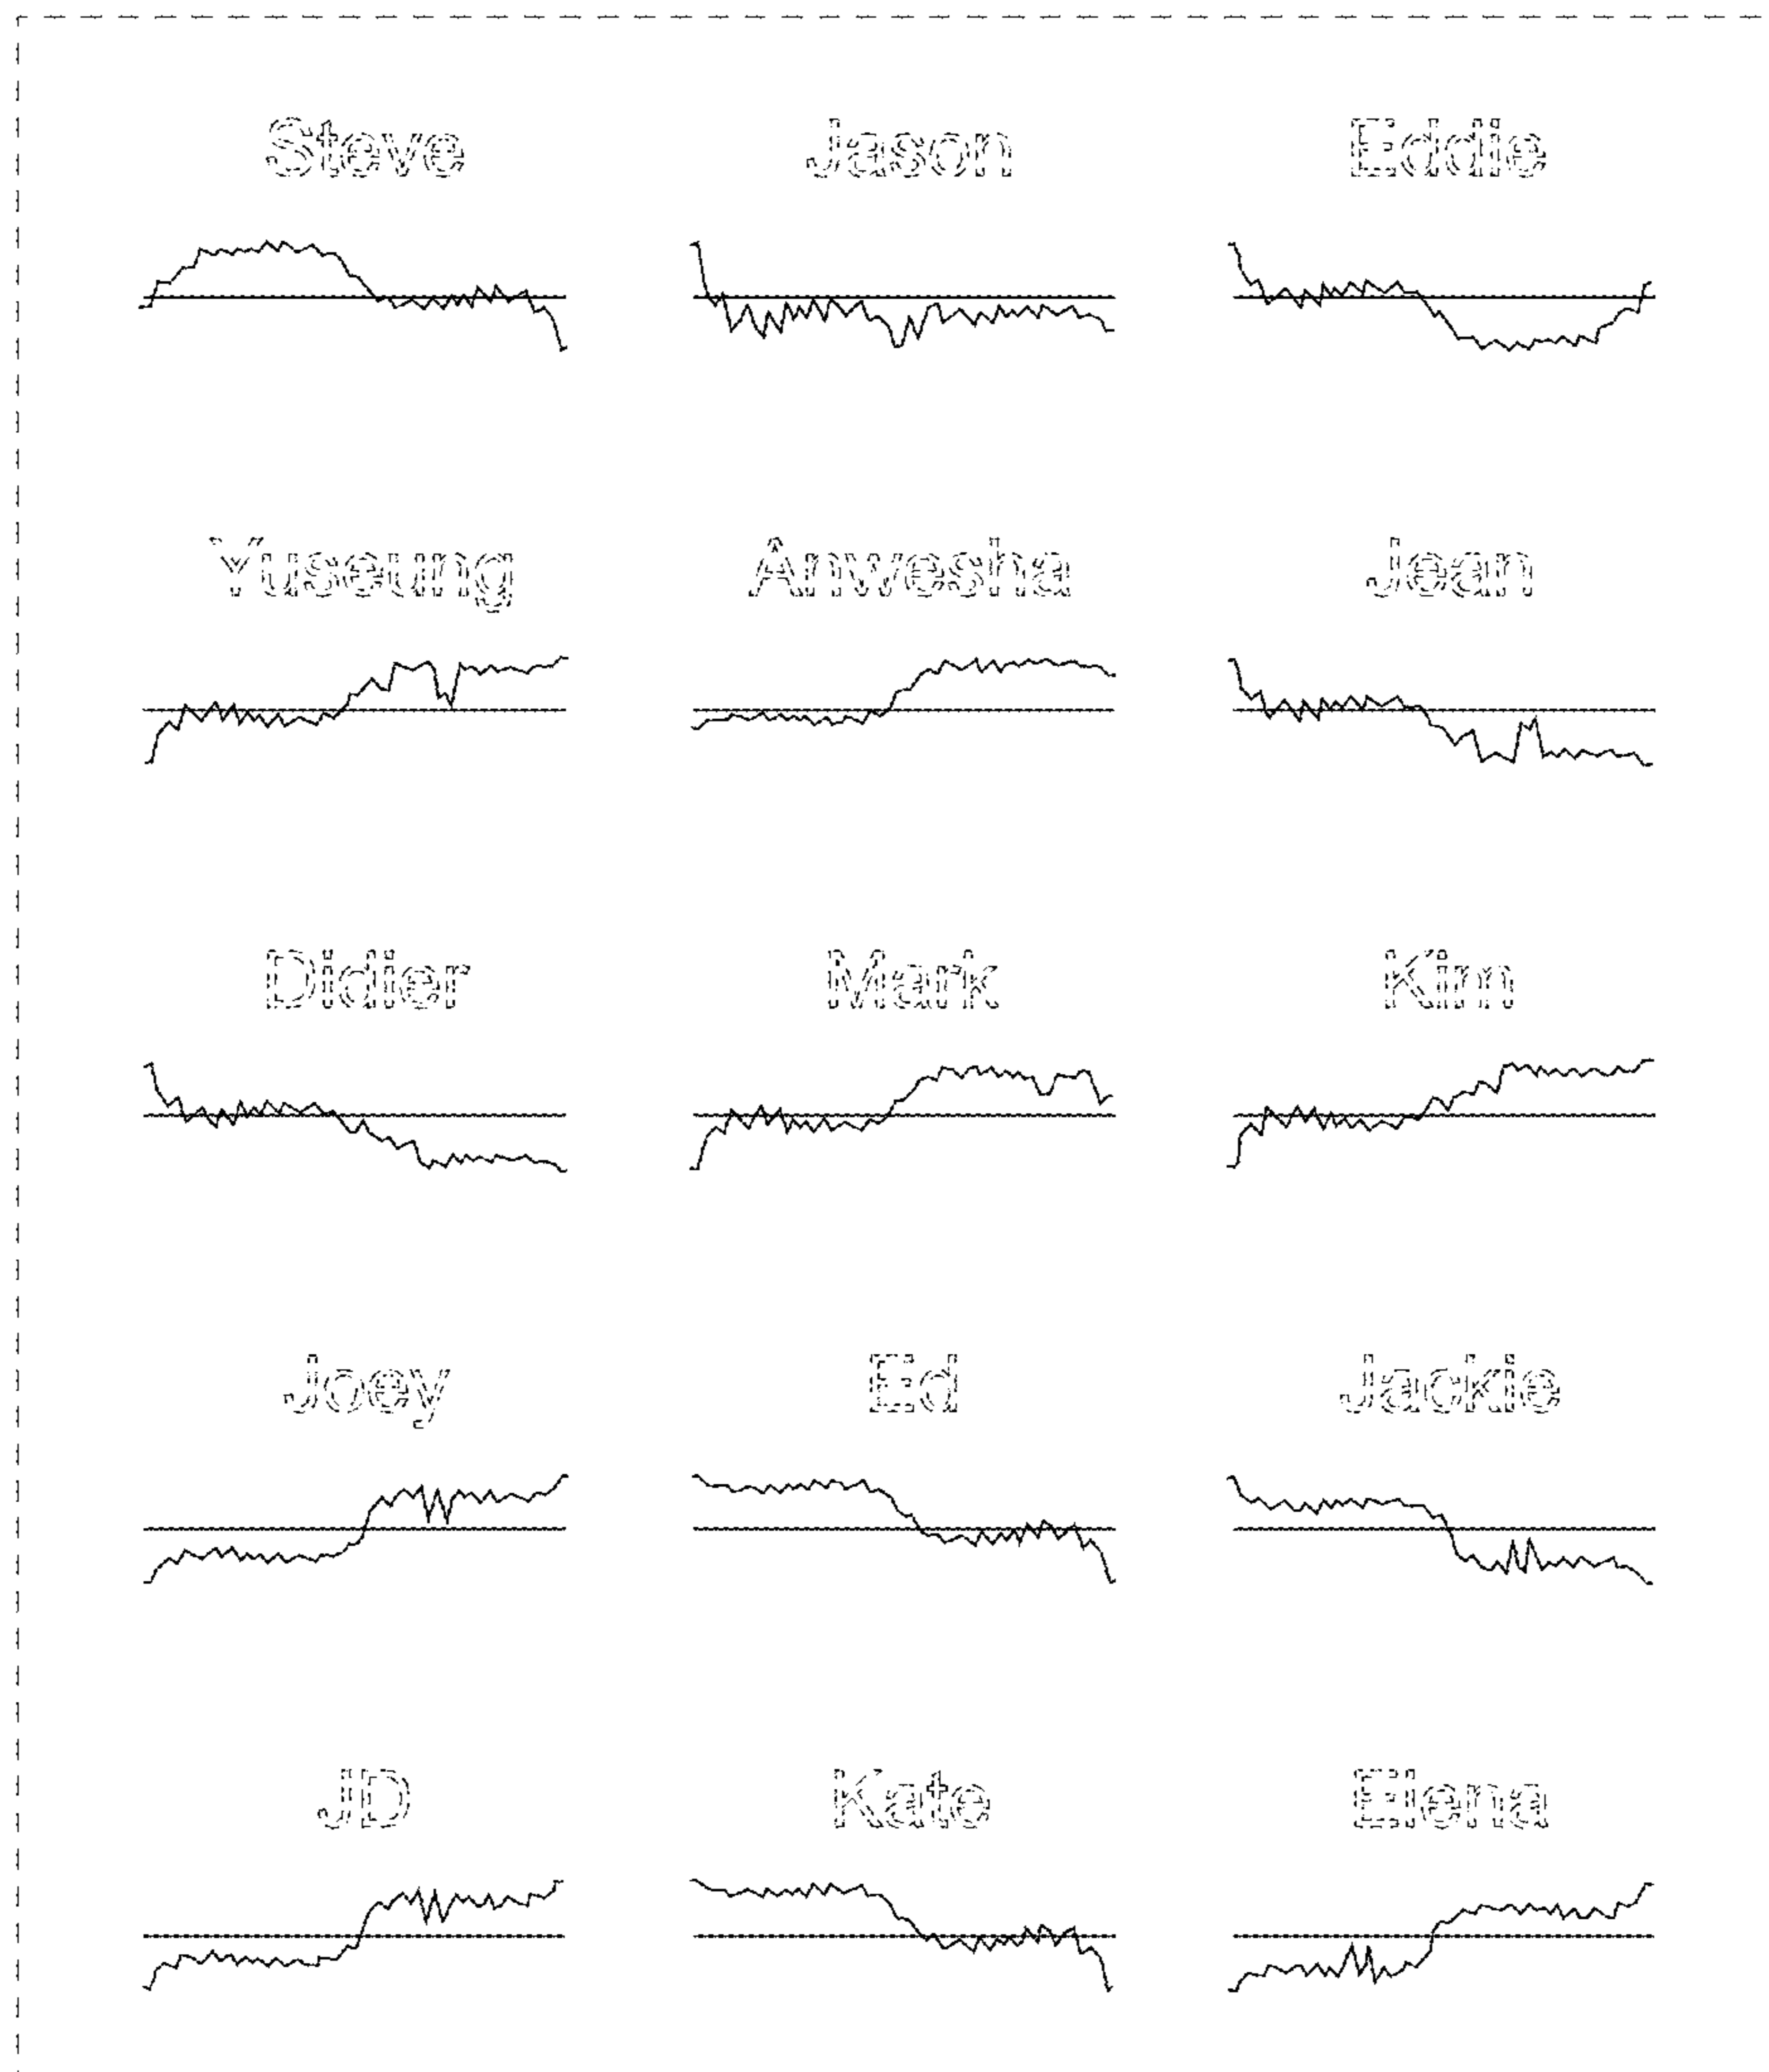 Steve Jason Eddie
Yuseung Anwesha Jean
Didier Mark Kim
Joey Ed Jackie
JD Kate Elena